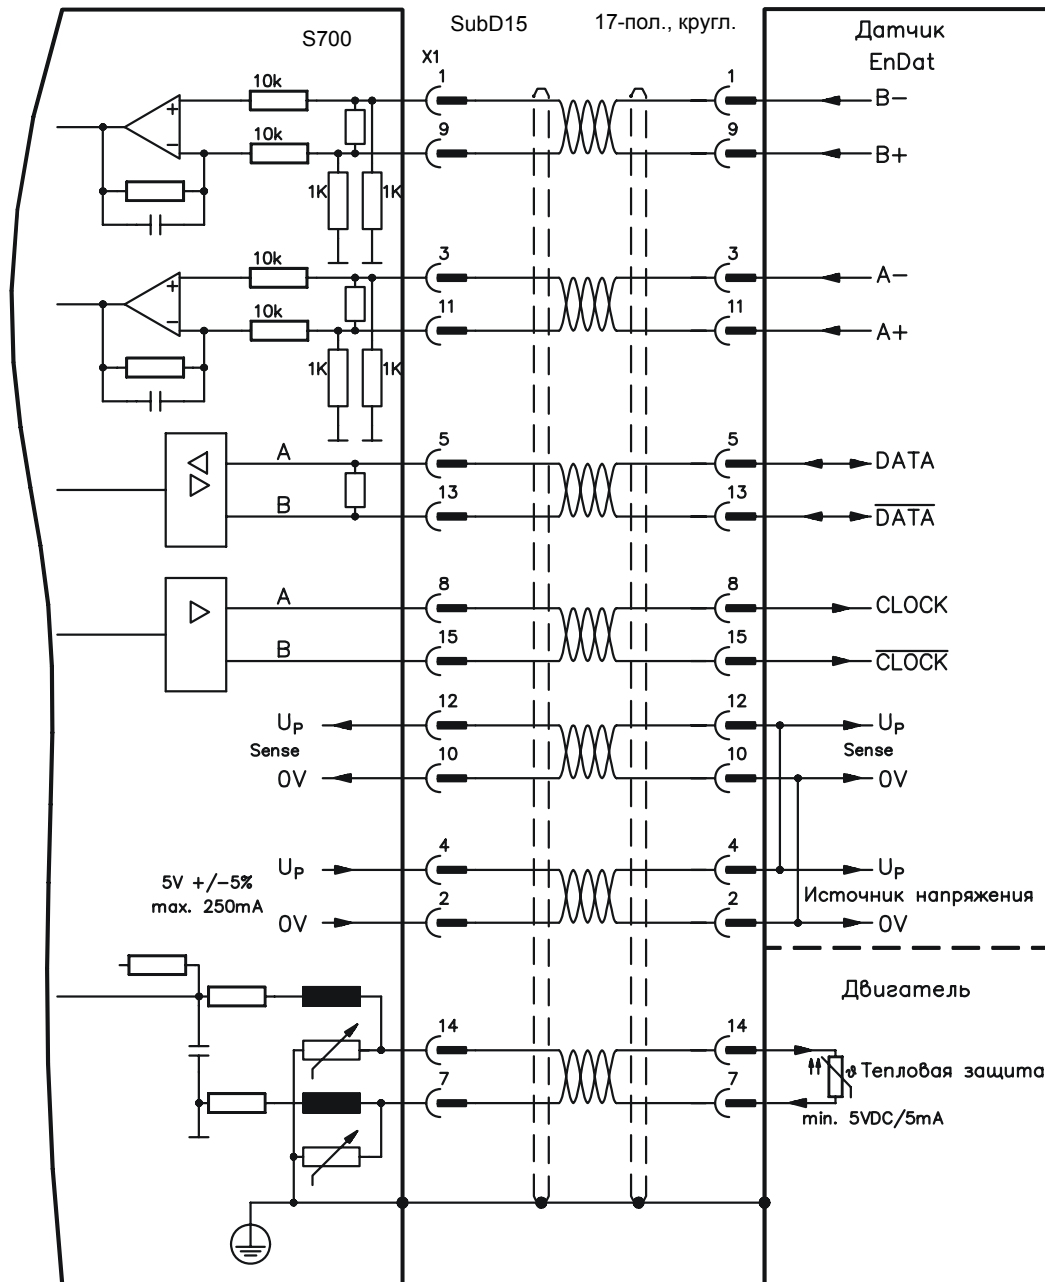 S700
SubD15
17-пол., кругл.
Датчик
EnDat
X1
10k
1
1
B−
10k
9
9
B+
1K
1K
10k
3
3
A−
10k
11
11
A+
1K
1K
A
5
5
DATA
B
13
13
DATA
A
8
8
CLOCK
B
15
15
CLOCK
UP
12
12
UP
Sense
Sense
0V
10
10
0V
UP
4
4
UP
5V +/−5%
max. 250mA
Источник напряжения
0V
2
2
0V
Двигатель
14
14
ϑ Тепловая защита
7
7
min. 5VDC/5mA